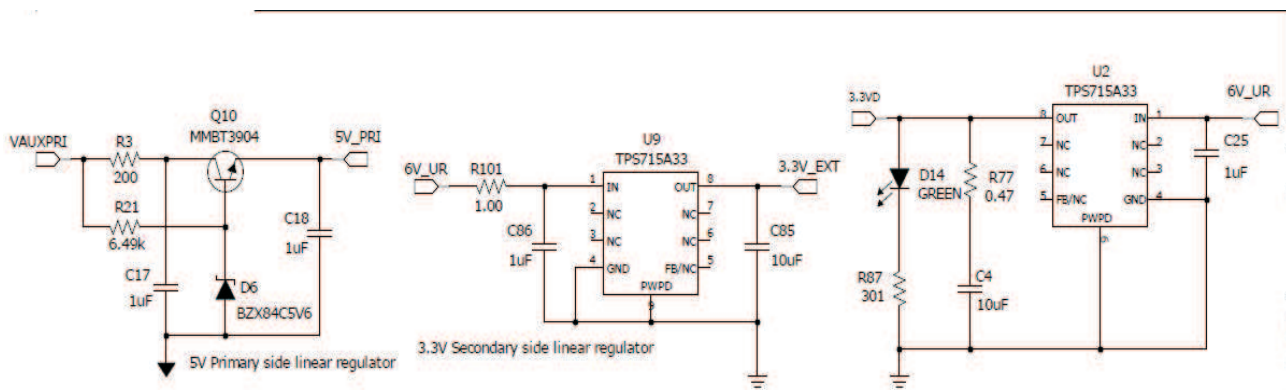 Q10
MMBT3904
VAUXPRI
R3
200
5V_PRI
R21
6.49k
C18
1uF
C17
1uF
D6
BZX84C5V6
5V Primary side linear regulator
U9
TPS715A33
6V_UR
R101
1.00
1 IN
OUT 8
3.3V_EXT
2 NC
NC 7
3 NC
NC 6
4 GND
FB/NC 5
PWPD
9
C86
1uF
C85
10uF
3.3V Secondary side linear regulator
U2
TPS715A33
3.3VD
6V_UR
8 OUT
IN 1
7 NC
NC 2
6 NC
NC 3
5 FB/NC
GND 4
PWPD
9
C25
1uF
D14
GREEN
R77
0.47
R87
301
C4
10uF